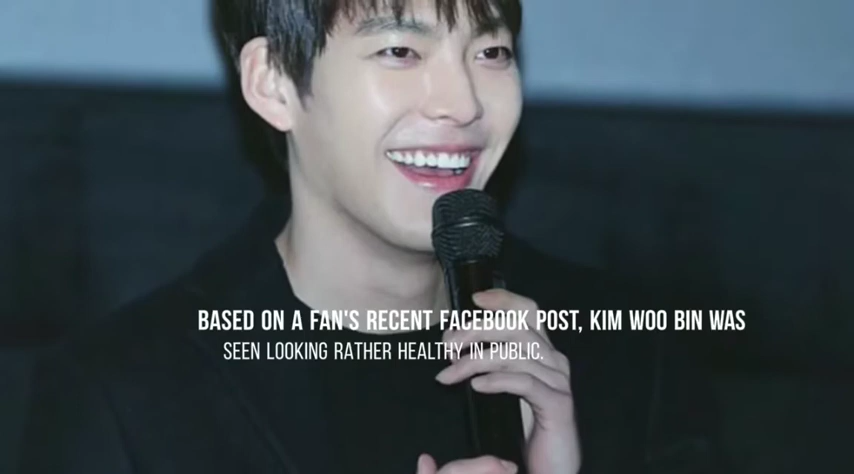 BASED ON A FAN'S RECENT FACEBOOK POST, KIM WOO BIN WAS
SEEN LOOKING RATHER HEALTHY IN PUBLIC.